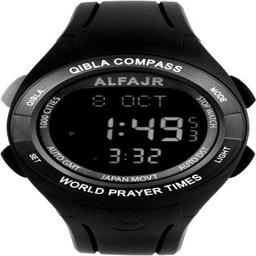 QIBLA COMPASS
ALFAJR
QIBLA
MODE
1000 CITIES
STOP WATCH
8 OCT
1:49 53
3:32
SET
AUTO GMT
JAPAN MOVT
AUTO DST
LIGHT
WORLD PRAYER TIMES